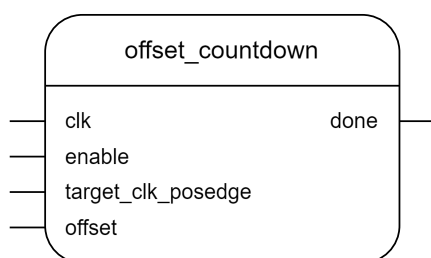 offset_countdown
clk
done
enable
target_clk_posedge
offset